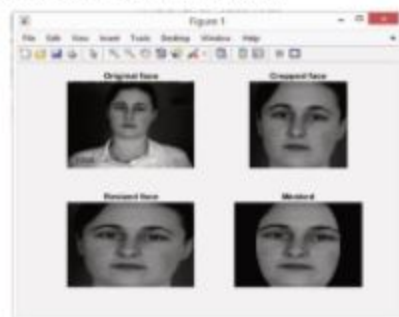 Figure 1
File Edit View Insert Tools Desktop Window Help
Original face
Cropped face
Resized face
Masked